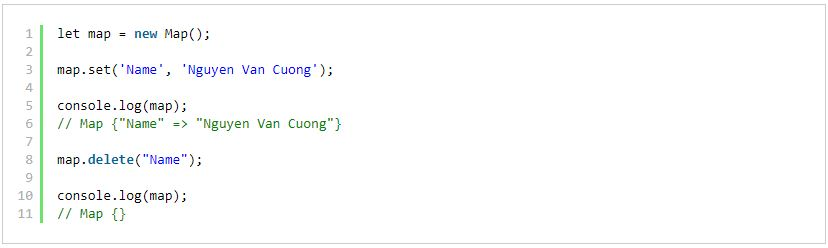 1 let map = new Map();
2
3 map.set('Name', 'Nguyen Van Cuong');
4
5 console.log(map);
6 // Map {"Name" => "Nguyen Van Cuong"}
7
8 map.delete("Name");
9
10 console.log(map);
11 // Map {}